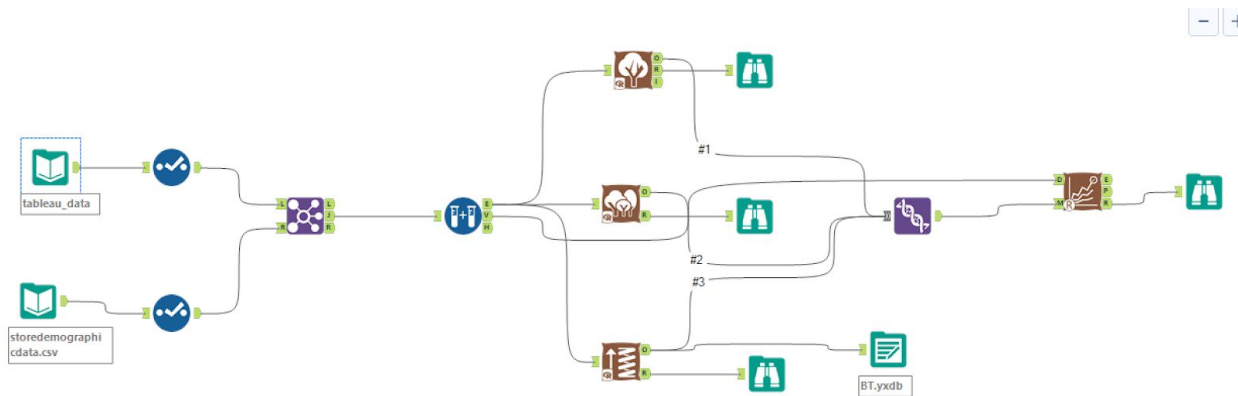 − +
O
R
I
#1
tableau_data
L
R
L
J
R
E
V
H
O
R
D
M
E
P
R
R
#2
#3
storedemographi
cdata.csv
O
R
BT.yxdb